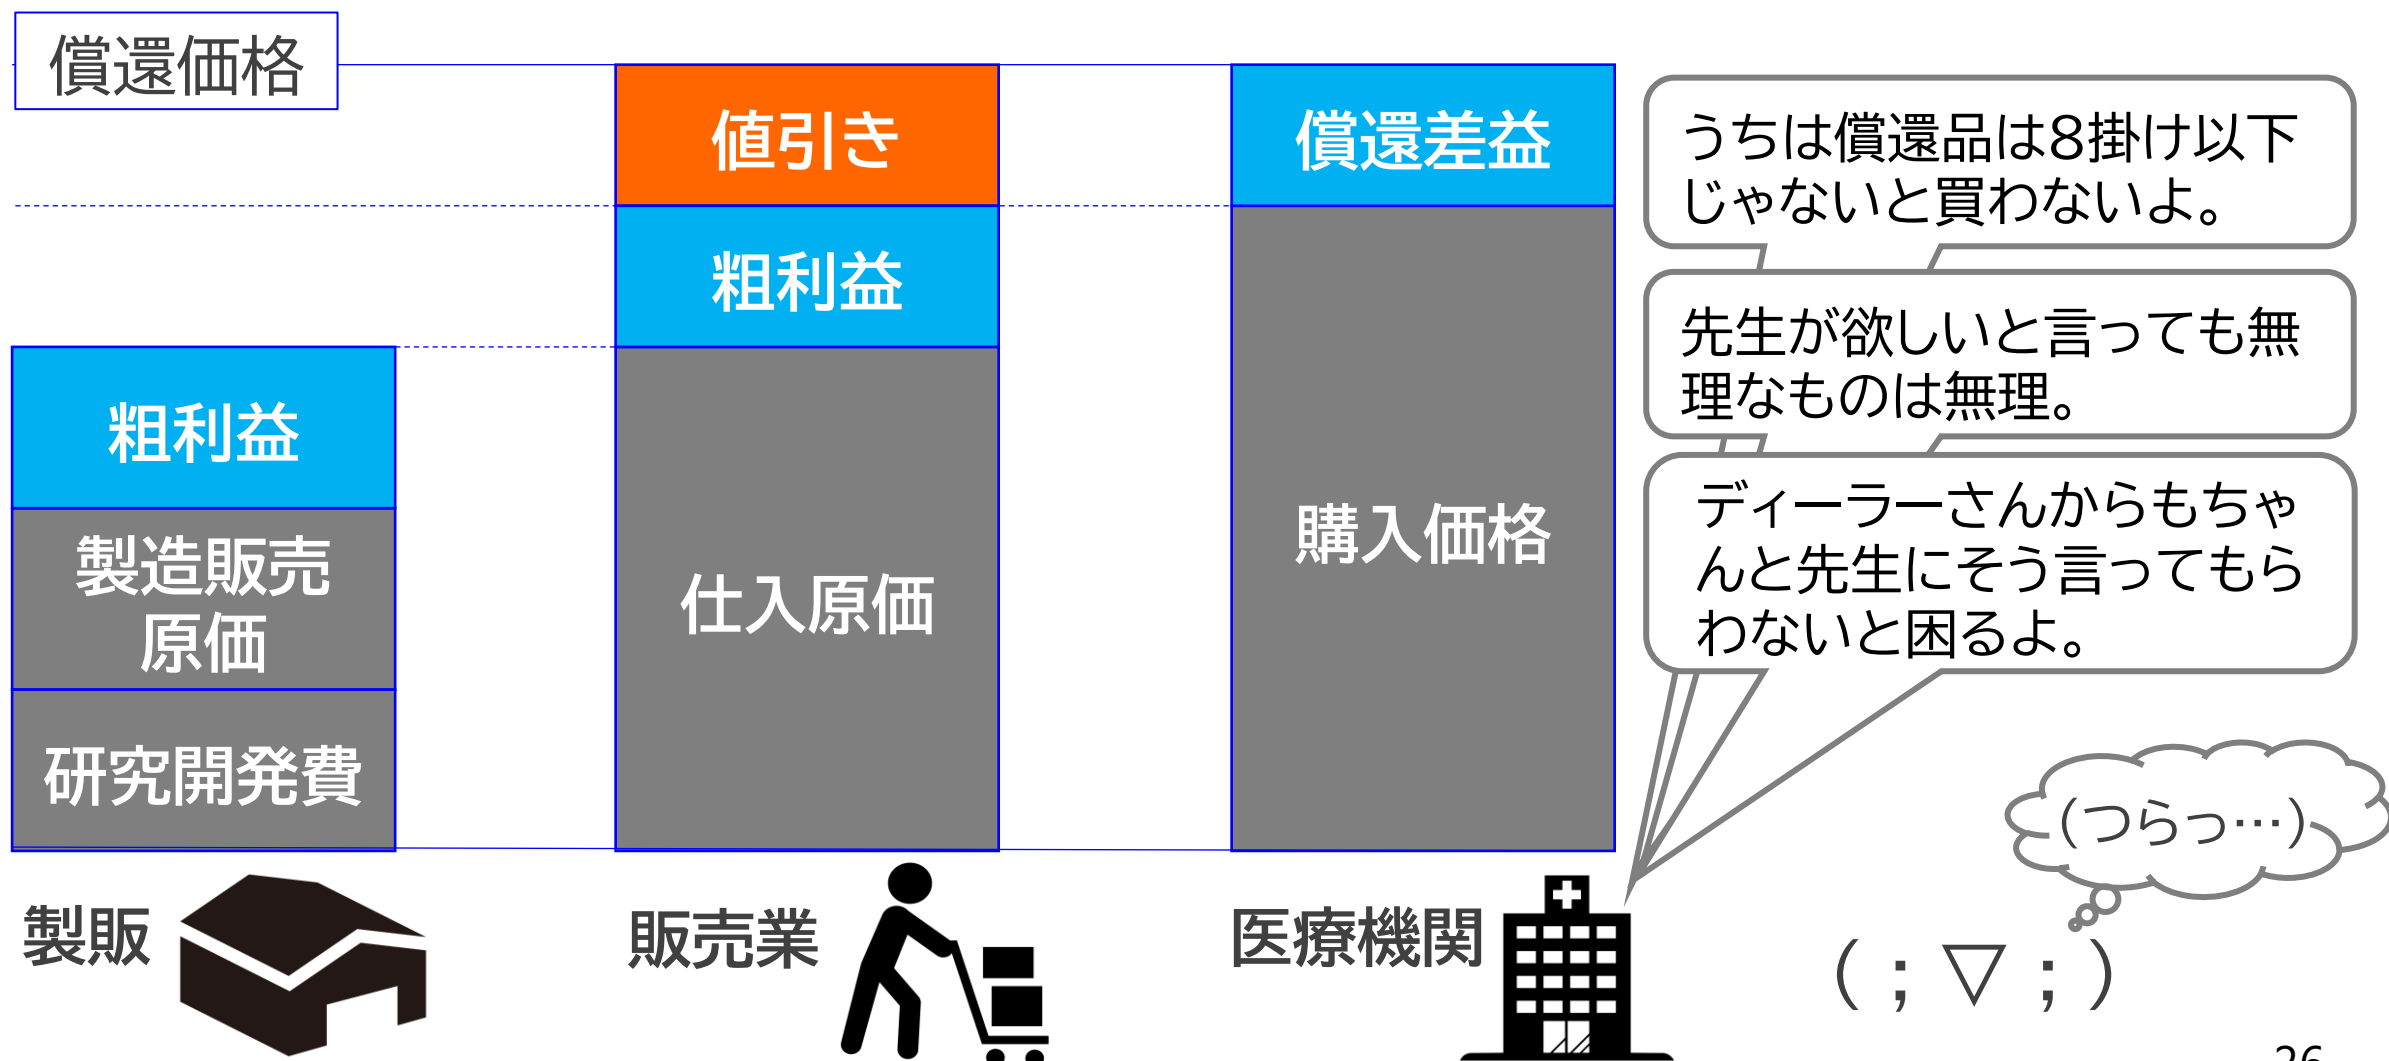 償還価格
粗利益
製造販売
原価
研究開発費
製販
値引き
粗利益
仕入原価
販売業
償還差益
購入価格
医療機関
うちは償還品は8掛け以下
じゃないと買わないよ。
先生が欲しいと言っても無
理なものは無理。
ディーラーさんからもちゃ
んと先生にそう言ってもら
わないと困るよ。
(つらっ…)
(；▽；)
26